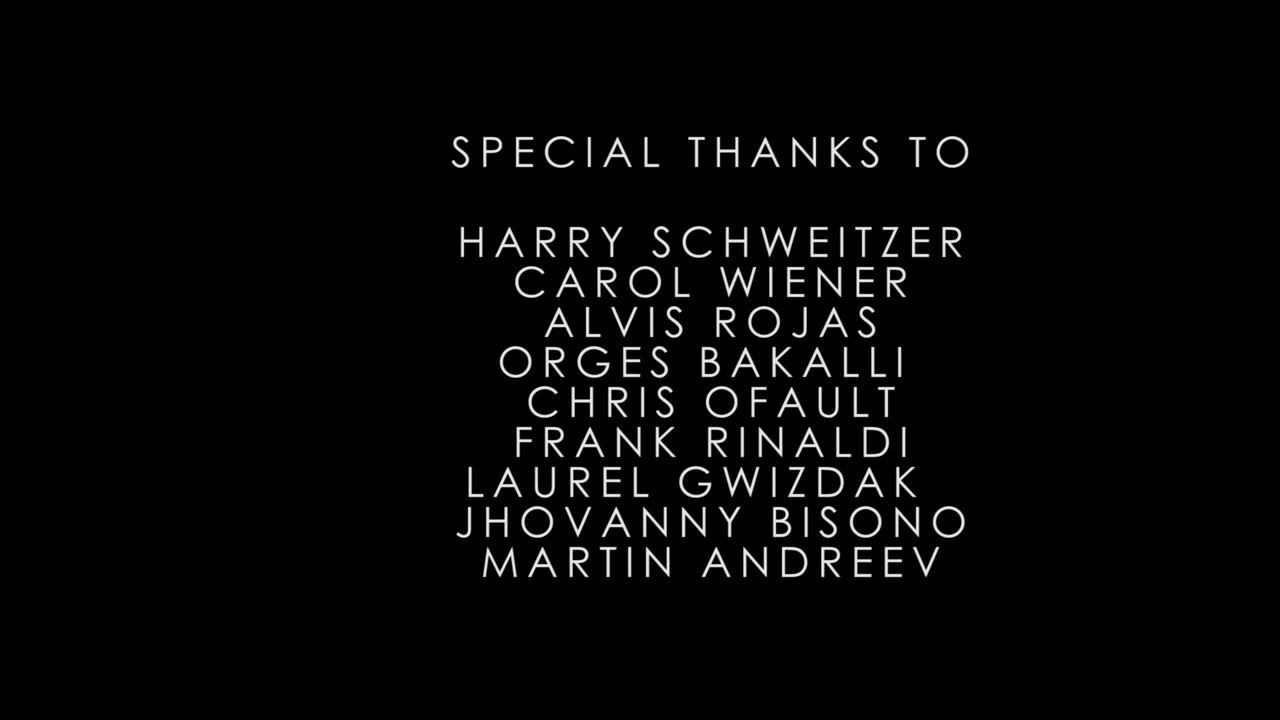 SPECIAL THANKS TO
HARRY SCHWEITZER
CAROL WIENER
ALVIS ROJAS
ORGES BAKALLI
CHRIS OFAULT
FRANK RINALDI
LAUREL GWIZDAK
JHOVANNY BISONO
MARTIN ANDREEV